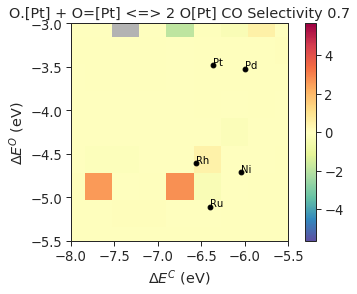 O.[Pt] + O=[Pt] <=> 2 O[Pt] CO Selectivity 0.7
−3.0
−3.5
−4.0
−4.5
−5.0
−5.5
ΔE^O (eV)
Pt
Pd
Rh
Ni
Ru
−8.0 −7.5 −7.0 −6.5 −6.0 −5.5
ΔE^C (eV)
4
2
0
−2
−4